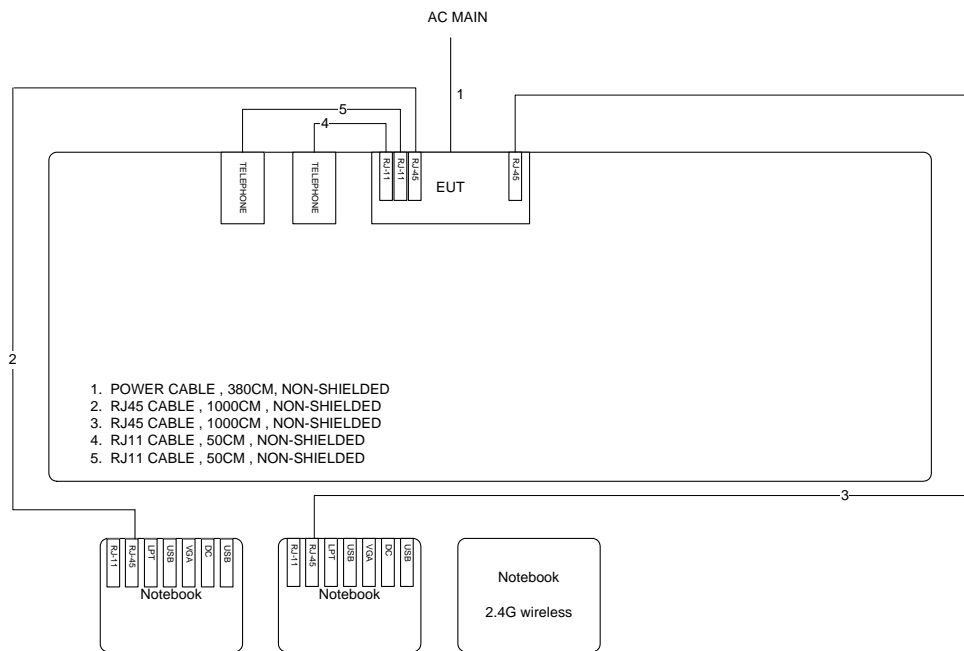 AC MAIN
1
5
4
TELEPHONE
TELEPHONE
RJ-11
RJ-11
RJ-45
EUT
RJ-45
2
1. POWER CABLE , 380CM, NON-SHIELDED
2. RJ45 CABLE , 1000CM , NON-SHIELDED
3. RJ45 CABLE , 1000CM , NON-SHIELDED
4. RJ11 CABLE , 50CM , NON-SHIELDED
5. RJ11 CABLE , 50CM , NON-SHIELDED
3
RJ-11
RJ-45
LPT
USB
VGA
DC
USB
Notebook
RJ-11
RJ-45
LPT
USB
VGA
DC
USB
Notebook
Notebook
2.4G wireless